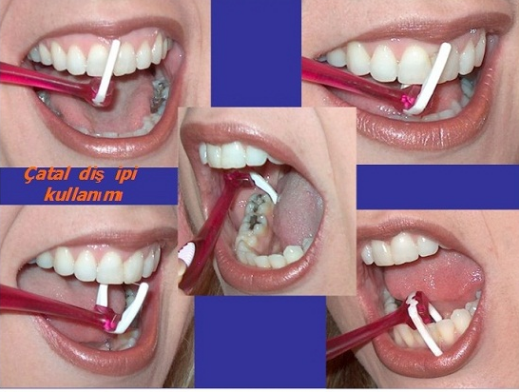 Çatal diş ipi
kullanımı